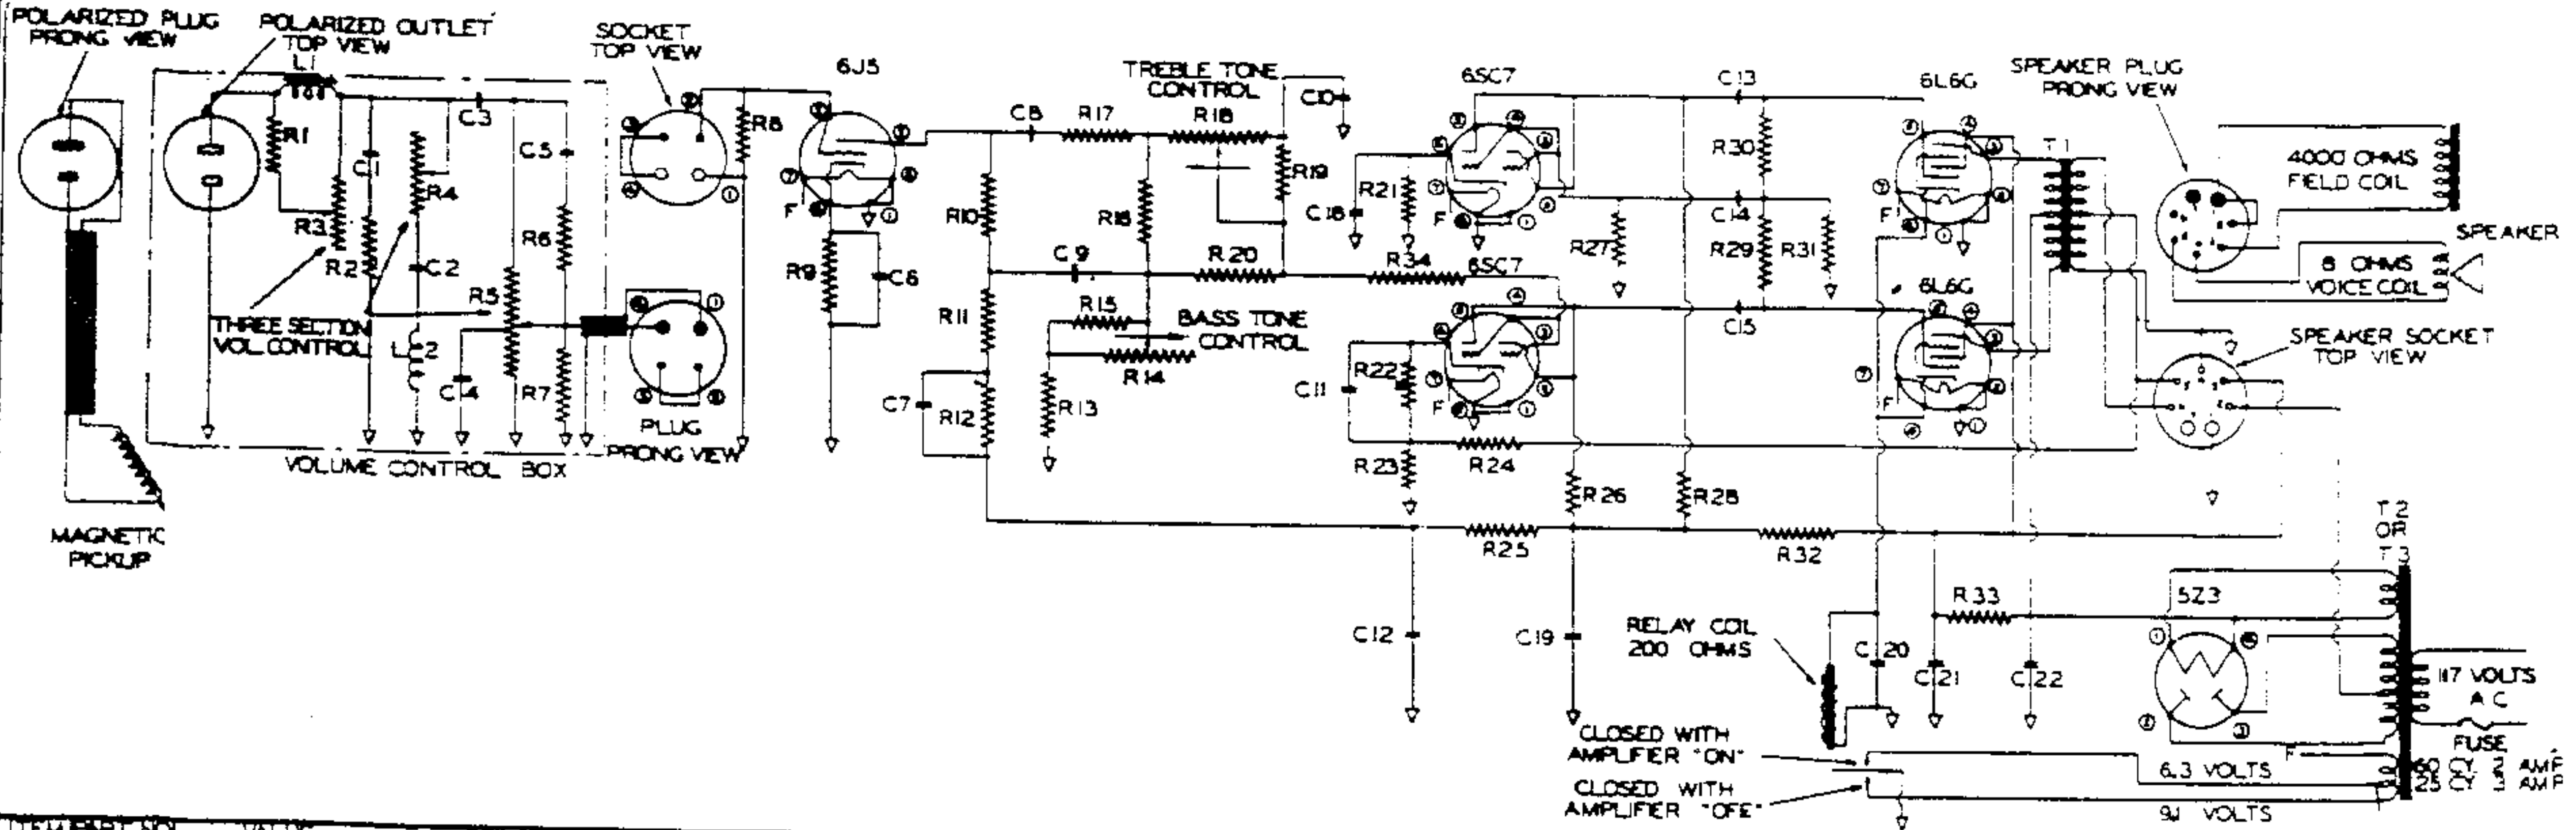 POLARIZED PLUG
PRONG VIEW
POLARIZED OUTLET
TOP VIEW
SOCKET
TOP VIEW
6J5
TREBLE TONE
CONTROL
6SC7
6L6G
SPEAKER PLUG
PRONG VIEW
L1
R1
R3
C1
R2
R4
C2
L2
C3
C4
R5
C5
R6
R7
THREE SECTION
VOL. CONTROL
VOLUME CONTROL BOX
MAGNETIC
PICKUP
PLUG
PRONG VIEW
R8
F
R9
C6
R10
C8
R17
R18
C10
R19
R16
C9
R20
R34
R11
R15
BASS TONE
CONTROL
R14
C7
R12
R13
C18
R21
F
6SC7
C11
R22
F
R23
R24
R25
R26
R27
R28
C13
R30
C14
R29
R31
C15
R32
F
6L6G
F
T1
4000 OHMS
FIELD COIL
SPEAKER
8 OHMS
VOICE COIL
SPEAKER SOCKET
TOP VIEW
C12
C19
RELAY COIL
200 OHMS
C20
C21
R33
C22
5Z3
T2
OR
T3
117 VOLTS
A.C.
FUSE
60 CY. 2 AMP
25 CY. 3 AMP
CLOSED WITH
AMPLIFIER "ON"
CLOSED WITH
AMPLIFIER "OFF"
F
6.3 VOLTS
9.1 VOLTS